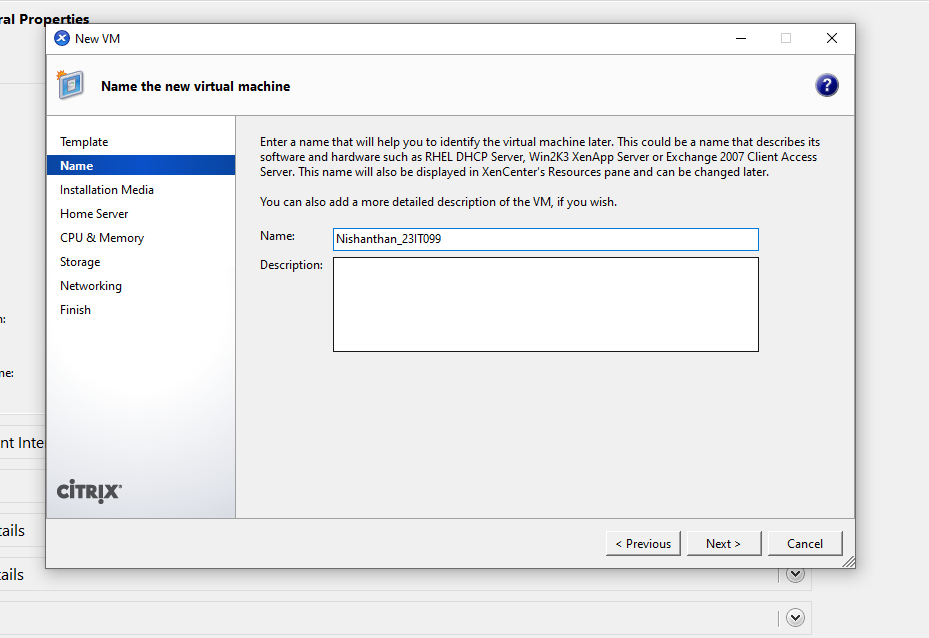 ral Properties
New VM
Name the new virtual machine
?
Template
Name
Installation Media
Home Server
CPU & Memory
Storage
Networking
Finish
CİTRIX
Enter a name that will help you to identify the virtual machine later. This could be a name that describes its
software and hardware such as RHEL DHCP Server, Win2K3 XenApp Server or Exchange 2007 Client Access
Server. This name will also be displayed in XenCenter's Resources pane and can be changed later.
You can also add a more detailed description of the VM, if you wish.
Name: Nishanthan_23IT099
Description:
< Previous Next > Cancel
n:
ne:
nt Inte
tails
tails